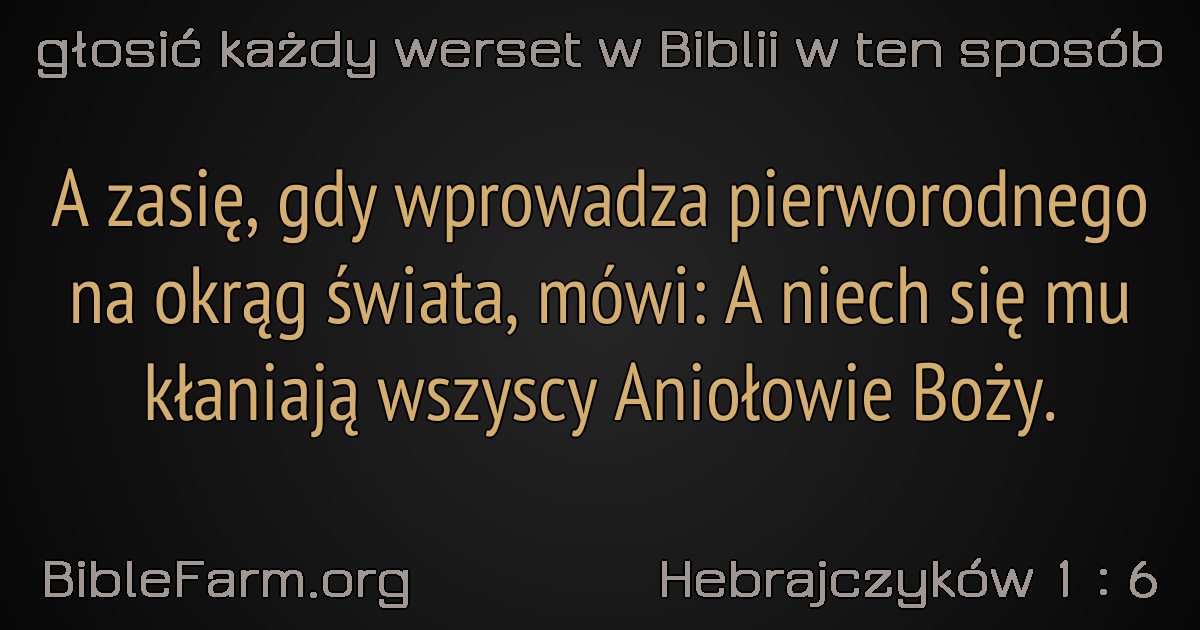 głosić każdy werset w Biblii w ten sposób
A zasię, gdy wprowadza pierworodnego
na okrąg świata, mówi: A niech się mu
kłaniają wszyscy Aniołowie Boży.
BibleFarm.org
Hebrajczyków 1 : 6